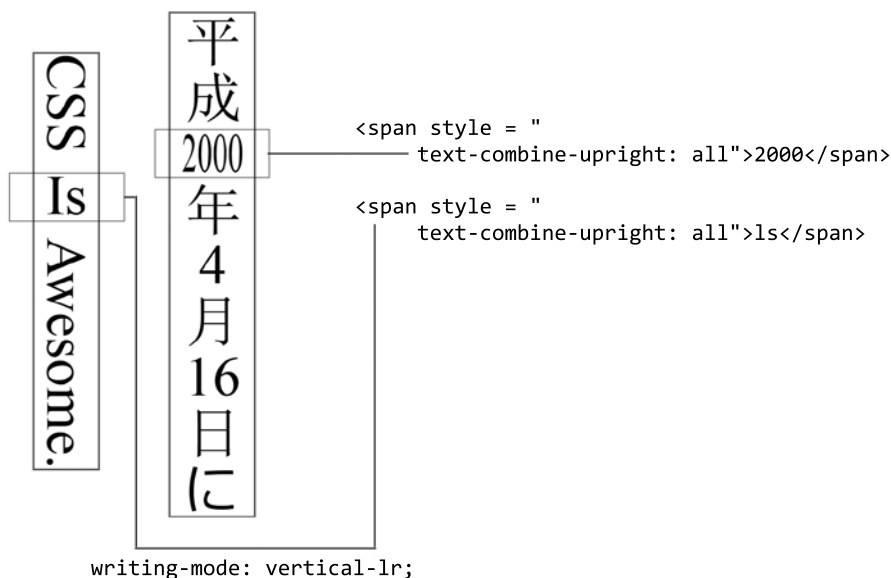 CSS Is Awesome.
平成2000年4月16日に
<span style = "
text-combine-upright: all">2000</span>
<span style = "
text-combine-upright: all">ls</span>
writing-mode: vertical-lr;